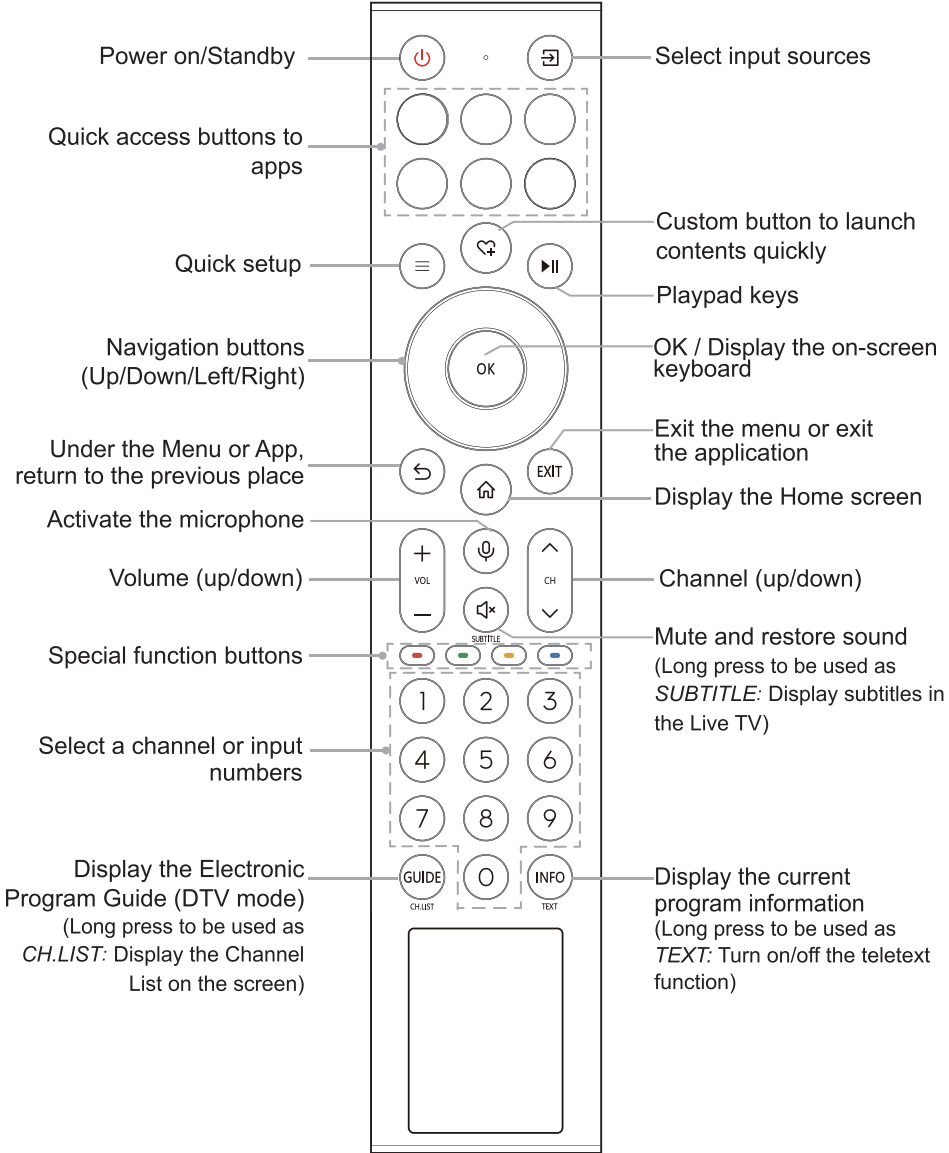 Power on/Standby
Select input sources
Quick access buttons to
apps
Custom button to launch
contents quickly
Quick setup
Playpad keys
Navigation buttons
(Up/Down/Left/Right)
OK
OK / Display the on-screen
keyboard
Under the Menu or App,
return to the previous place
EXIT
Exit the menu or exit
the application
Display the Home screen
Activate the microphone
Volume (up/down)
VOL
CH
Channel (up/down)
SUBTITLE
Mute and restore sound
(Long press to be used as
SUBTITLE: Display subtitles in
the Live TV)
Special function buttons
1 2 3
Select a channel or input
numbers
4 5 6
7 8 9
Display the Electronic
Program Guide (DTV mode)
(Long press to be used as
CH.LIST: Display the Channel
List on the screen)
GUIDE 0 INFO
CH.LIST TEXT
Display the current
program information
(Long press to be used as
TEXT: Turn on/off the teletext
function)